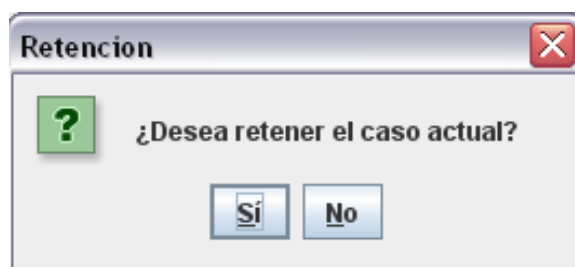 Retencion
¿Desea retener el caso actual?
Sí No